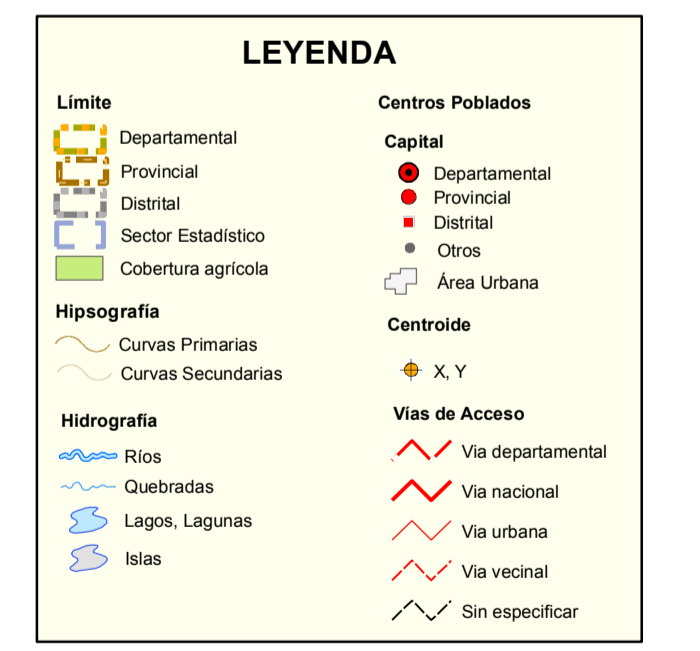 LEYENDA
Límite
Departamental
Provincial
Distrital
Sector Estadístico
Cobertura agrícola
Hipsografía
Curvas Primarias
Curvas Secundarias
Hidrografía
Ríos
Quebradas
Lagos, Lagunas
Islas
Centros Poblados
Capital
Departamental
Provincial
Distrital
Otros
Área Urbana
Centroide
X, Y
Vías de Acceso
Via departamental
Via nacional
Via urbana
Via vecinal
Sin especificar